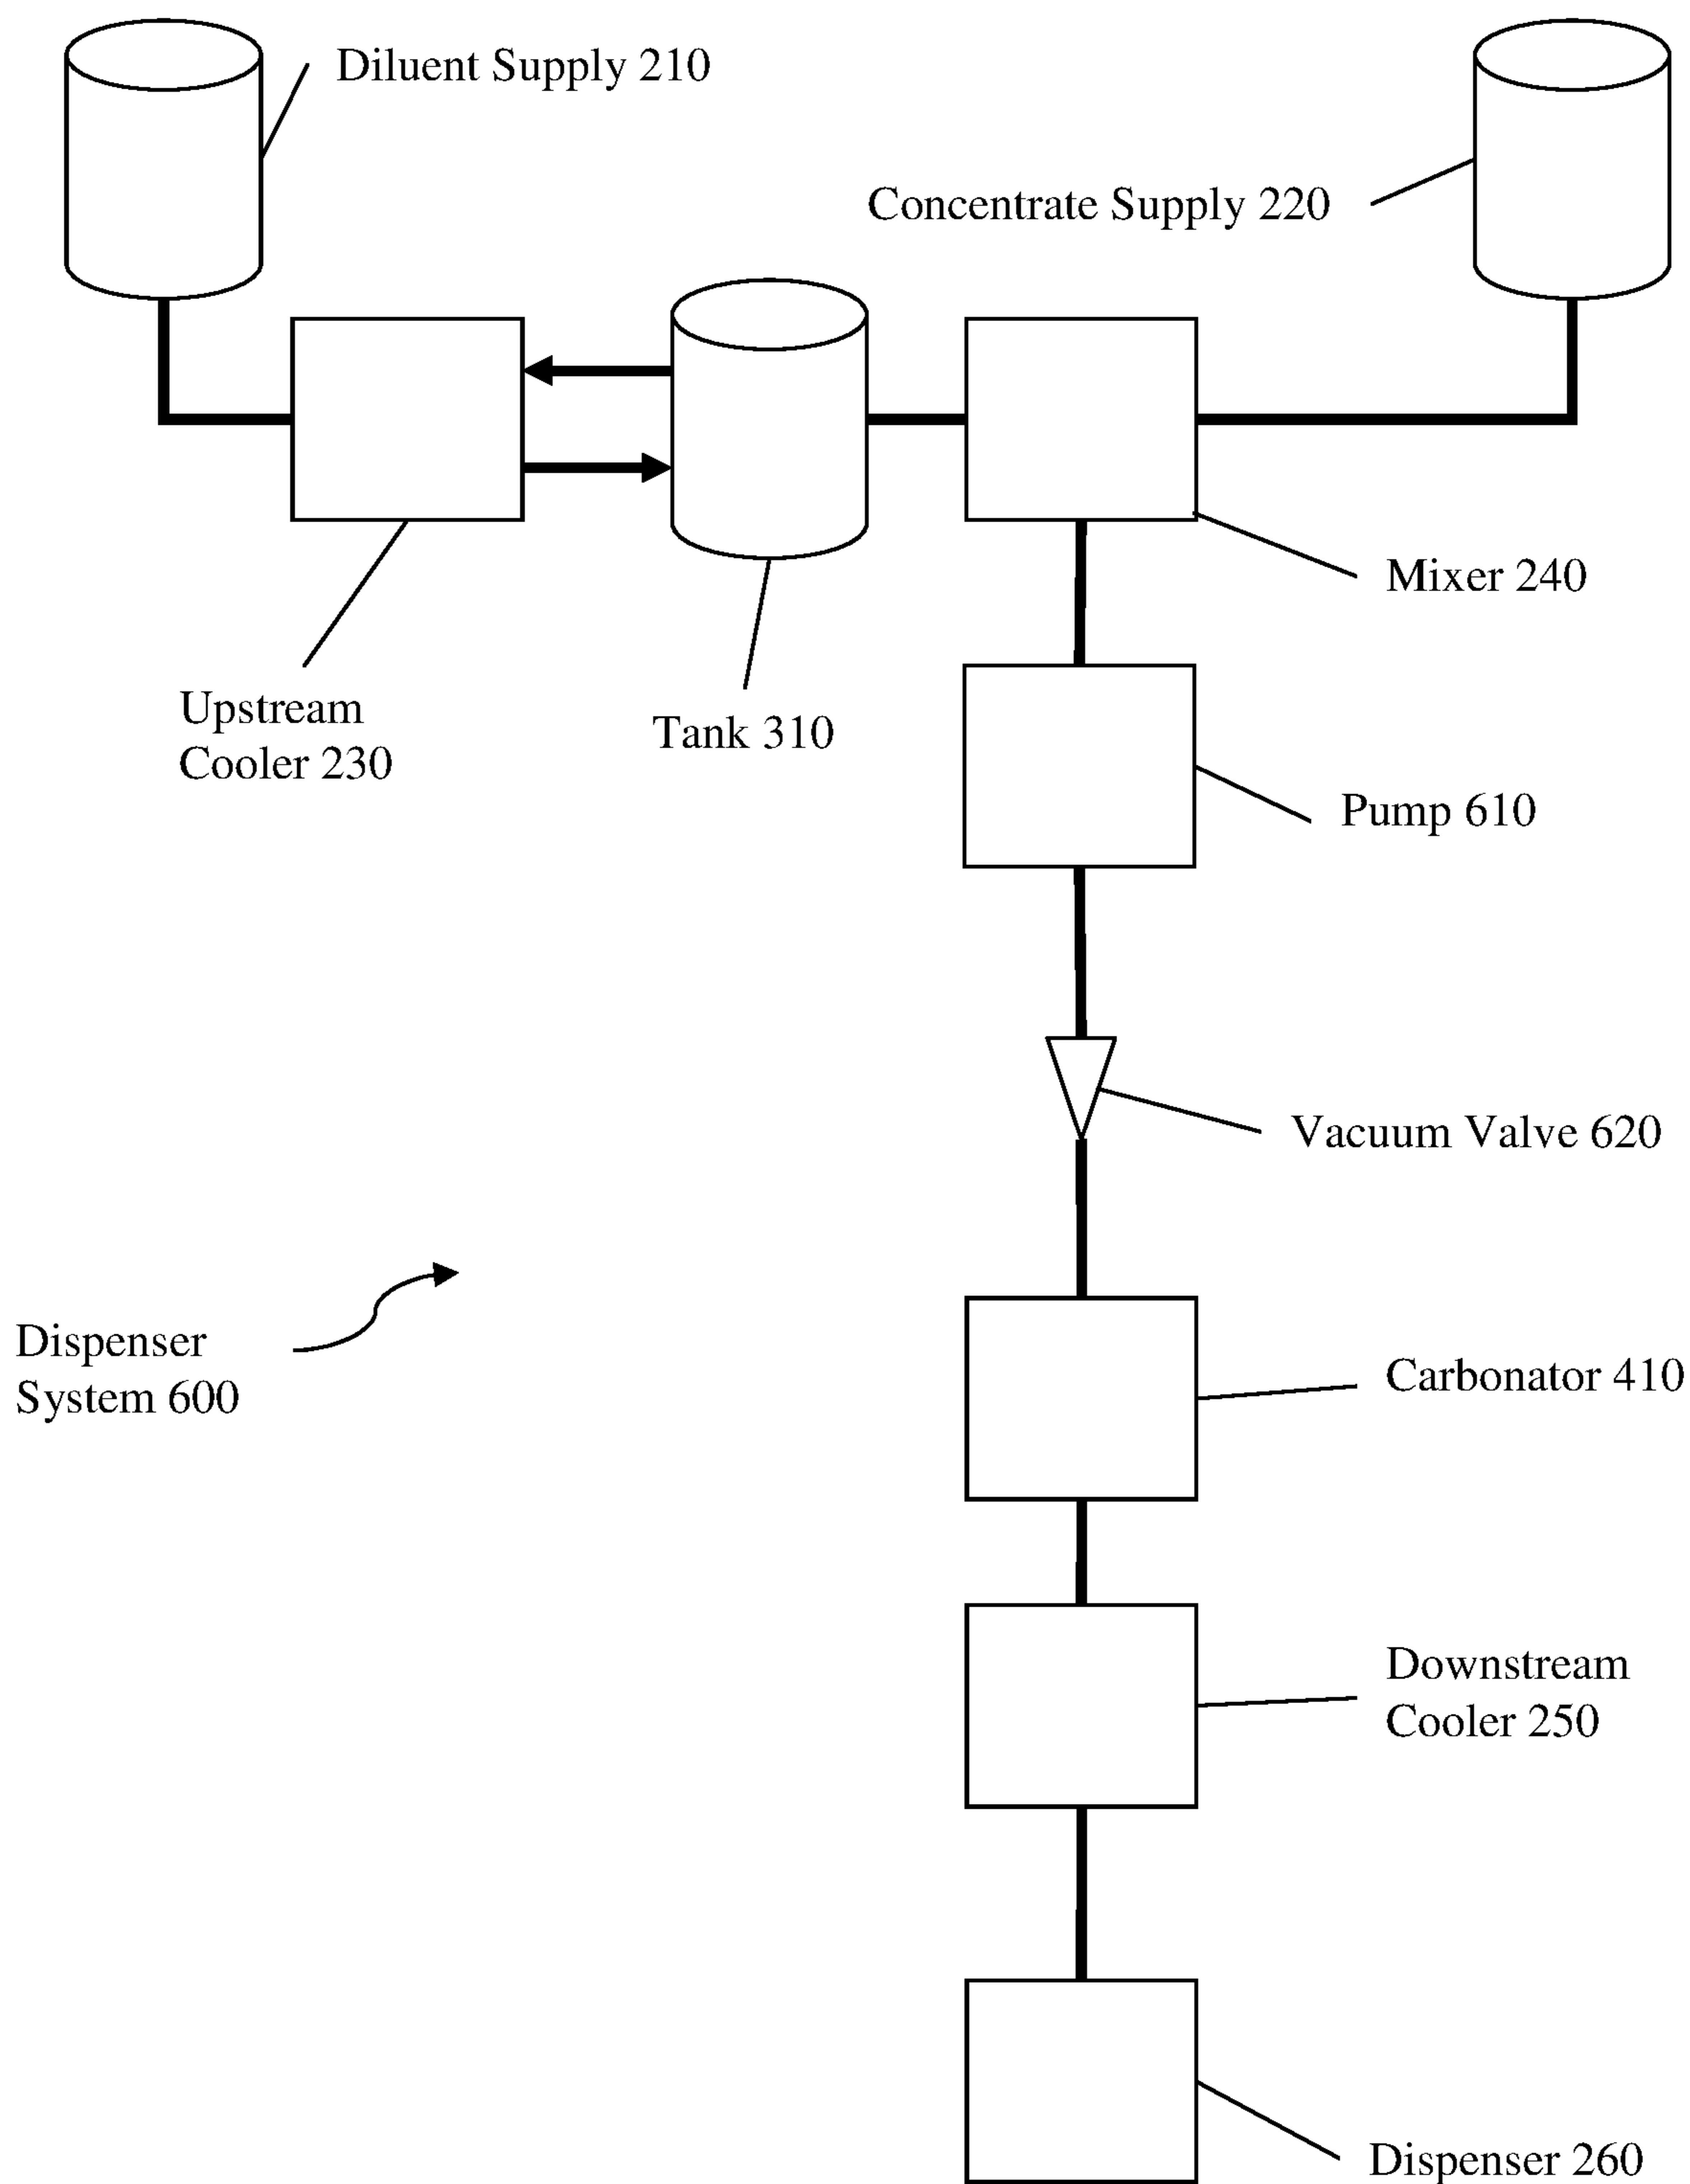 Diluent Supply 210
Concentrate Supply 220
Mixer 240
Upstream
Cooler 230
Tank 310
Pump 610
Vacuum Valve 620
Dispenser
System 600
Carbonator 410
Downstream
Cooler 250
Dispenser 260